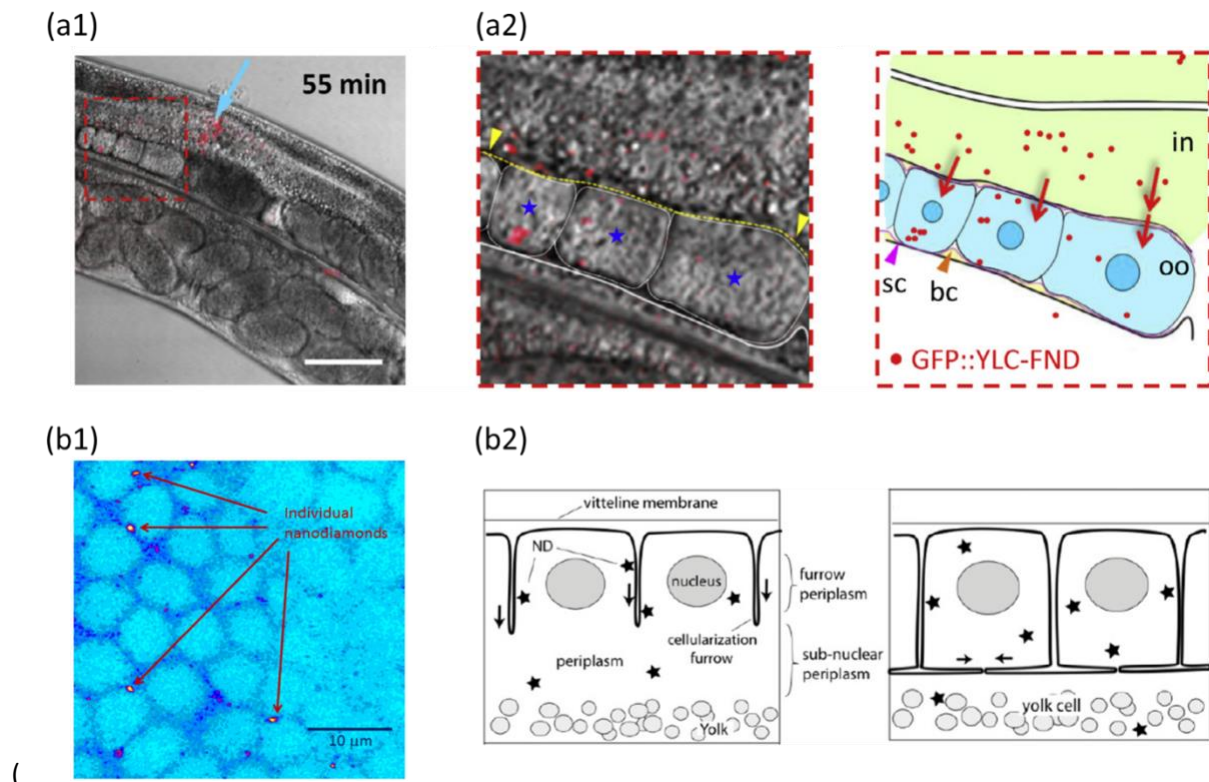 (a1)
(a2)
55 min
in
oo
sc
bc
GFP::YLC-FND
(b1)
(b2)
Individual
nanodiamonds
10 µm
vitteline membrane
ND
nucleus
furrow
periplasm
cellularization
furrow
periplasm
sub-nuclear
periplasm
Yolk
yolk cell
(